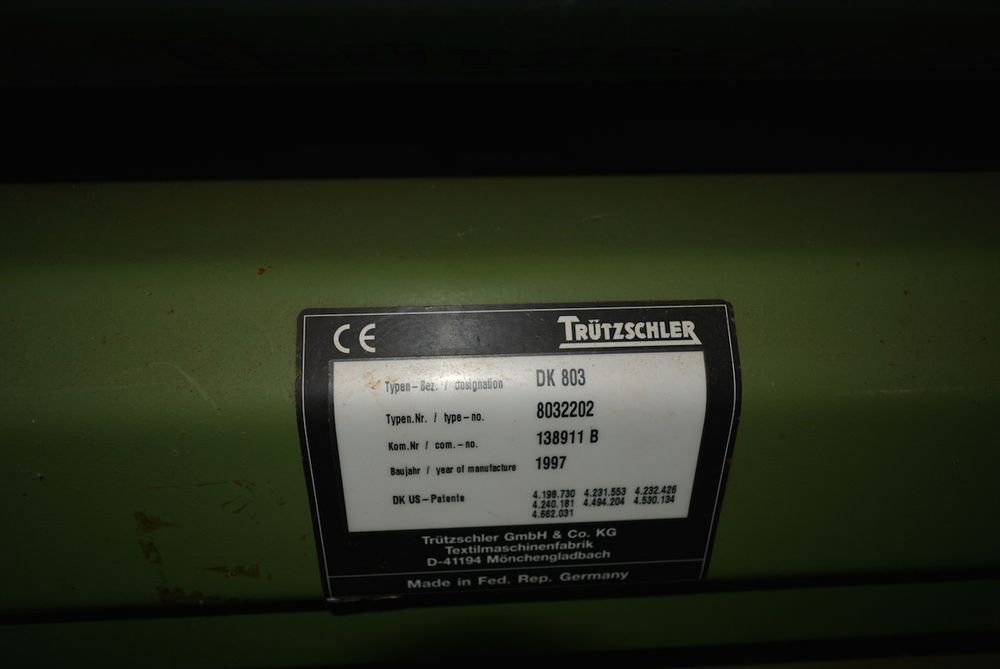 TRÜTZSCHLER
CE TRÜTZSCHLER
Typen-Bez. / designation DK 803
Typen.Nr. / type-no. 8032202
Kom.Nr / com.-no. 138911 B
Baujahr / year of manufacture 1997
DK US-Patente 4.198.730 4.231.553 4.232.426
4.240.181 4.494.204 4.530.134
4.662.031
Trützschler GmbH & Co. KG
Textilmaschinenfabrik
D-41194 Mönchengladbach
Made in Fed. Rep. Germany